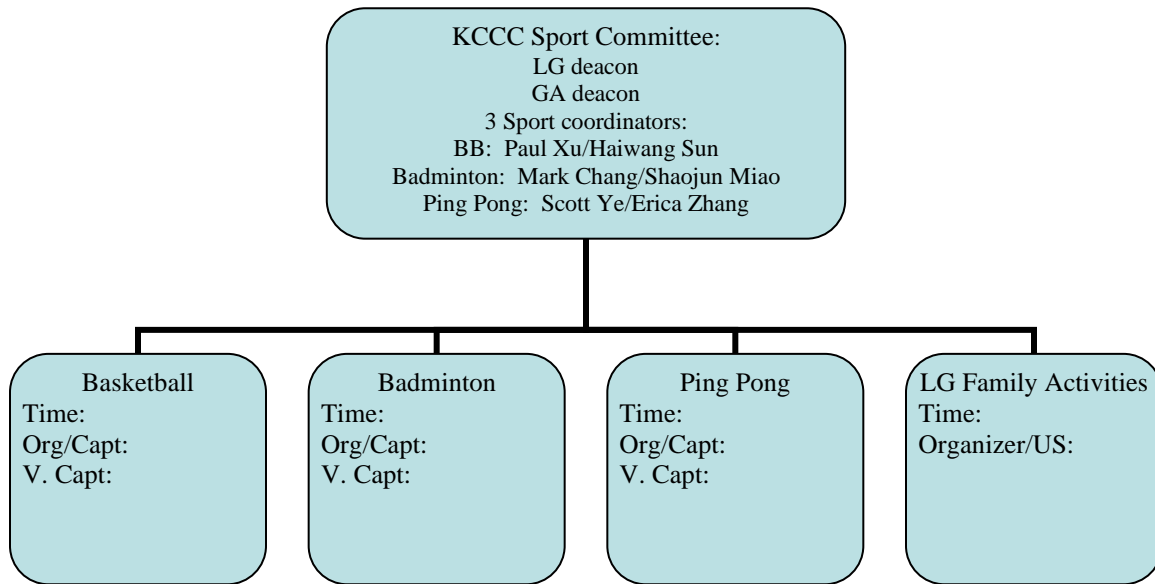 KCCC Sport Committee:
LG deacon
GA deacon
3 Sport coordinators:
BB:  Paul Xu/Haiwang Sun
Badminton:  Mark Chang/Shaojun Miao
Ping Pong:  Scott Ye/Erica Zhang
Basketball
Time:
Org/Capt:
V. Capt:
Badminton
Time:
Org/Capt:
V. Capt:
Ping Pong
Time:
Org/Capt:
V. Capt:
LG Family Activities
Time:
Organizer/US: